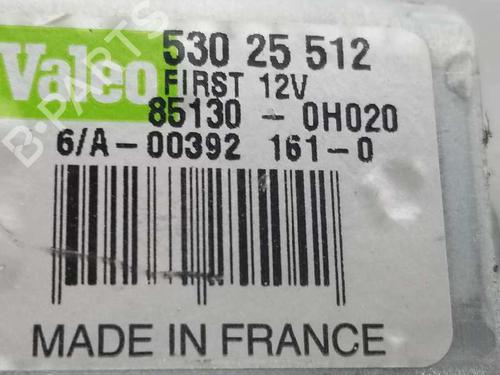 Valeo
530 25 512
FIRST 12V
85130 - 0H020
6/A-00392 161-0
MADE IN FRANCE
B-PARTS